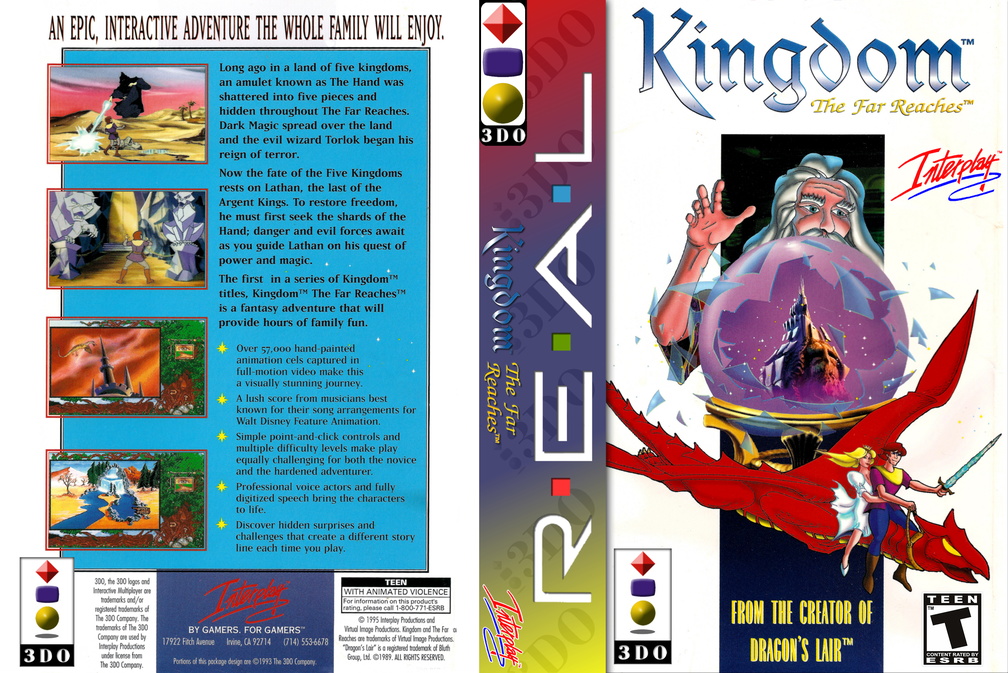 AN EPIC, INTERACTIVE ADVENTURE THE WHOLE FAMILY WILL ENJOY.
Long ago in a land of five kingdoms,
an amulet known as The Hand was
shattered into five pieces and
hidden throughout The Far Reaches.
Dark Magic spread over the land
and the evil wizard Torlok began his
reign of terror.
Now the fate of the Five Kingdoms
rests on Lathan, the last of the
Argent Kings. To restore freedom,
he must first seek the shards of the
Hand; danger and evil forces await
as you guide Lathan on his quest of
power and magic.
The first in a series of Kingdom™
titles, Kingdom™ The Far Reaches™
is a fantasy adventure that will
provide hours of family fun.
Over 57,000 hand-painted
animation cels captured in
full-motion video make this
a visually stunning journey.
A lush score from musicians best
known for their song arrangements for
Walt Disney Feature Animation.
Simple point-and-click controls and
multiple difficulty levels make play
equally challenging for both the novice
and the hardened adventurer.
Professional voice actors and fully
digitized speech bring the characters
to life.
Discover hidden surprises and
challenges that create a different story
line each time you play.
3DO
3DO, the 3DO logos and
Interactive Multiplayer are
trademarks and/or
registered trademarks of
The 3DO Company. The
trademarks of The 3DO
Company are used by
Interplay Productions
under license from
The 3DO Company.
Interplay
BY GAMERS. FOR GAMERS™
17922 Fitch Avenue Irvine, CA 92714 (714) 553-6678
Portions of this package design are ©1993 The 3DO Company.
TEEN
WITH ANIMATED VIOLENCE
For information on this product's
rating, please call 1-800-771-ESRB
© 1995 Interplay Productions and
Virtual Image Productions. Kingdom and The Far
Reaches are trademarks of Virtual Image Productions.
"Dragon's Lair" is a registered trademark of Bluth
Group, Ltd. ©1989. ALL RIGHTS RESERVED.
3DO
Kingdom™
The Far
Reaches™
REAL
Interplay™
Kingdom™
The Far Reaches™
Interplay™
3DO
FROM THE CREATOR OF
DRAGON'S LAIR™
TEEN
T™
CONTENT RATED BY
ESRB